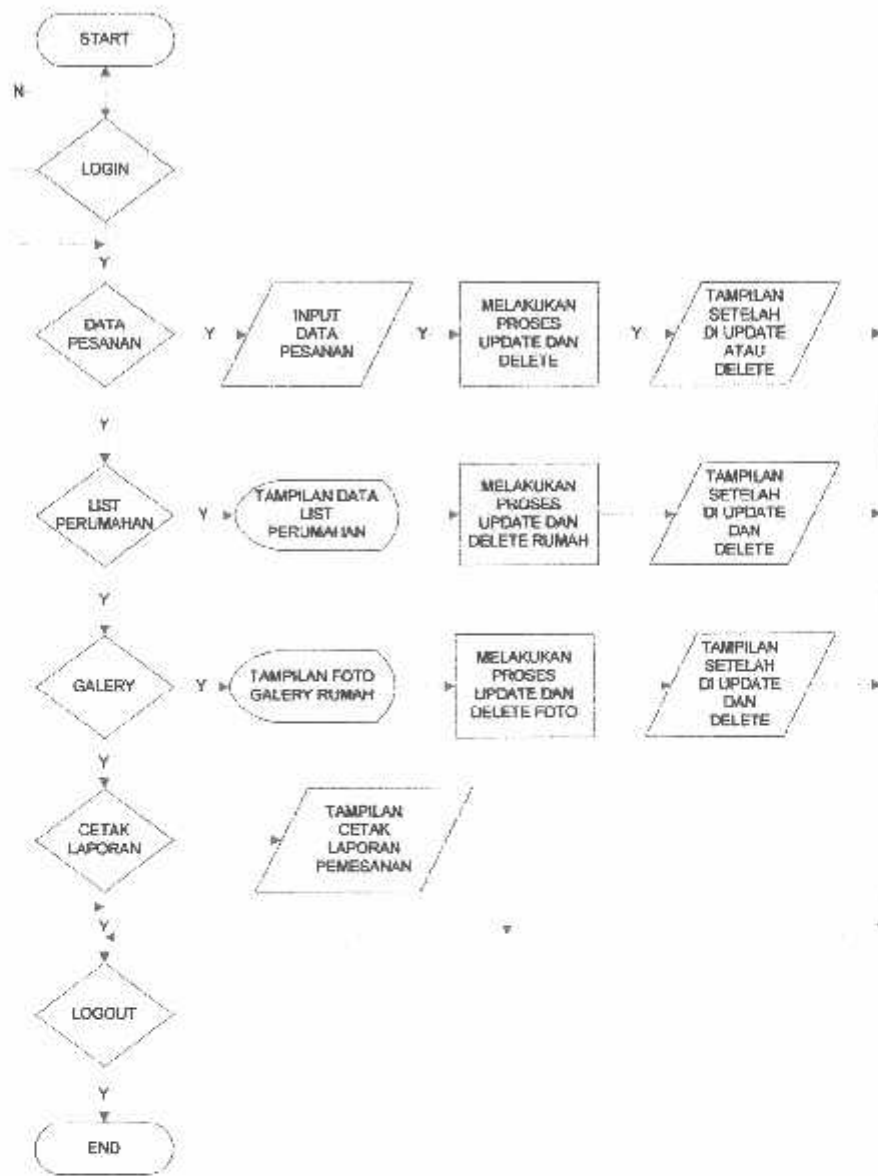 START
N
LOGIN
Y
DATA
PESANAN
Y
INPUT
DATA
PESANAN
Y
MELAKUKAN
PROSES
UPDATE DAN
DELETE
Y
TAMPILAN
SETELAH
DI UPDATE
ATAU
DELETE
Y
LIST
PERUMAHAN
Y
TAMPILAN DATA
LIST
PERUMAHAN
MELAKUKAN
PROSES
UPDATE DAN
DELETE RUMAH
TAMPILAN
SETELAH
DI UPDATE
DAN
DELETE
Y
GALERY
Y
TAMPILAN FOTO
GALERY RUMAH
MELAKUKAN
PROSES
UPDATE DAN
DELETE FOTO
TAMPILAN
SETELAH
DI UPDATE
DAN
DELETE
Y
CETAK
LAPORAN
TAMPILAN
CETAK
LAPORAN
PEMESANAN
Y
LOGOUT
Y
END